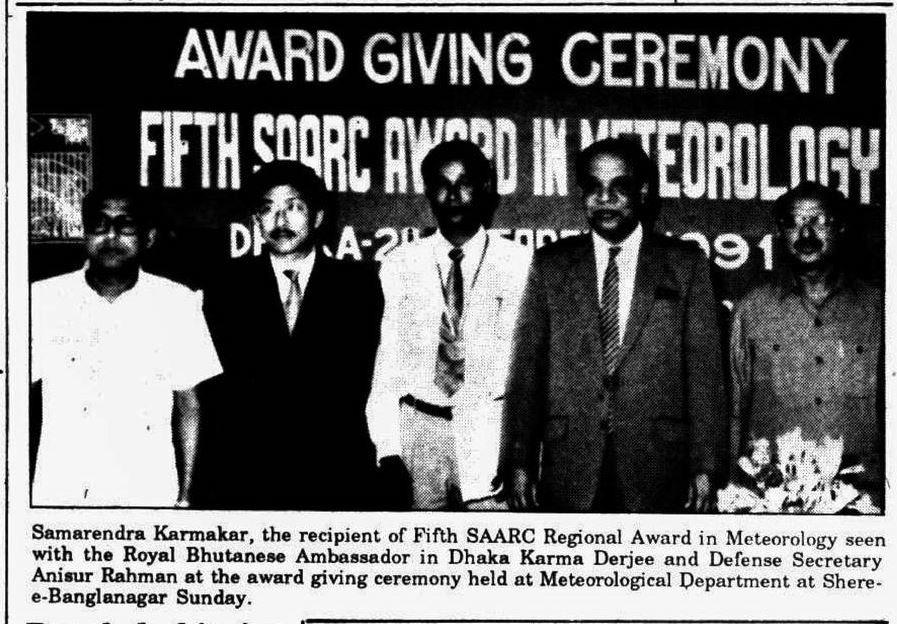 AWARD GIVING CEREMONY
FIFTH SAARC AWARD IN METEOROLOGY
1991
Samarendra Karmakar, the recipient of Fifth SAARC Regional Award in Meteorology seen
with the Royal Bhutanese Ambassador in Dhaka Karma Derjee and Defense Secretary
Anisur Rahman at the award giving ceremony held at Meteorological Department at Shere-
e-Banglanagar Sunday.